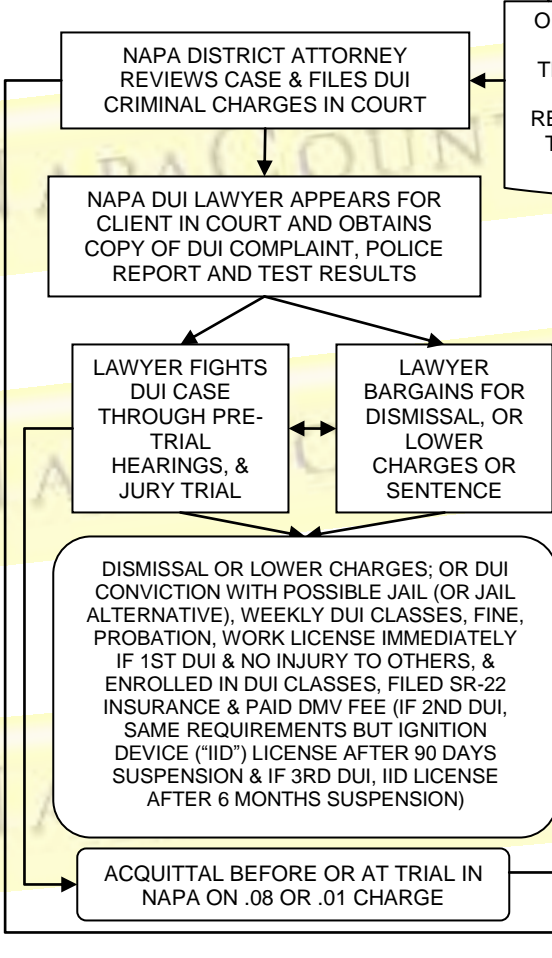 NAPA DISTRICT ATTORNEY
REVIEWS CASE & FILES DUI
CRIMINAL CHARGES IN COURT
NAPA DUI LAWYER APPEARS FOR
CLIENT IN COURT AND OBTAINS
COPY OF DUI COMPLAINT, POLICE
REPORT AND TEST RESULTS
LAWYER FIGHTS
DUI CASE
THROUGH PRE-
TRIAL
HEARINGS, &
JURY TRIAL
LAWYER
BARGAINS FOR
DISMISSAL, OR
LOWER
CHARGES OR
SENTENCE
DISMISSAL OR LOWER CHARGES; OR DUI
CONVICTION WITH POSSIBLE JAIL (OR JAIL
ALTERNATIVE), WEEKLY DUI CLASSES, FINE,
PROBATION, WORK LICENSE IMMEDIATELY
IF 1ST DUI & NO INJURY TO OTHERS, &
ENROLLED IN DUI CLASSES, FILED SR-22
INSURANCE & PAID DMV FEE (IF 2ND DUI,
SAME REQUIREMENTS BUT IGNITION
DEVICE (“IID”) LICENSE AFTER 90 DAYS
SUSPENSION & IF 3RD DUI, IID LICENSE
AFTER 6 MONTHS SUSPENSION)
ACQUITTAL BEFORE OR AT TRIAL IN
NAPA ON .08 OR .01 CHARGE